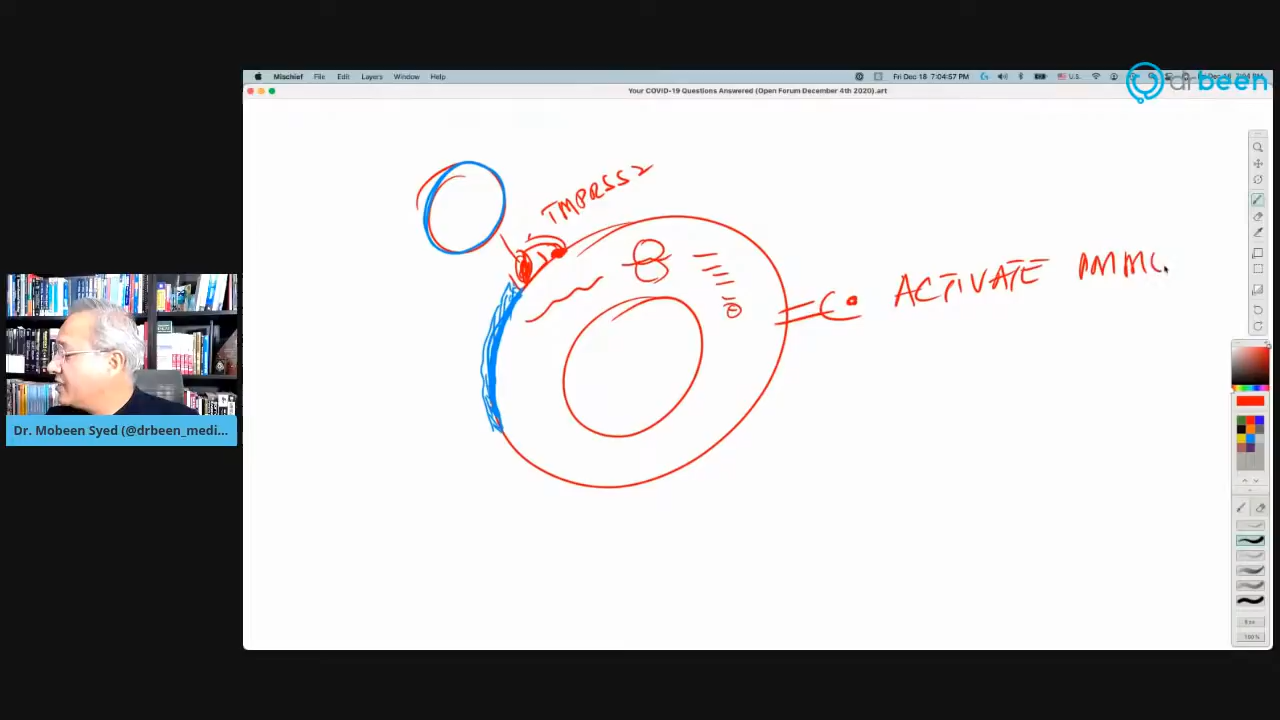 drbeen
Mischief File Edit Layers Window Help Fri Dec 18 7:04:57 PM U.S.
Your COVID-19 Questions Answered (Open Forum December 4th 2020).art
TMPRSS2
ACTIVATE
Dr. Mobeen Syed (@drbeen_medi...
100%